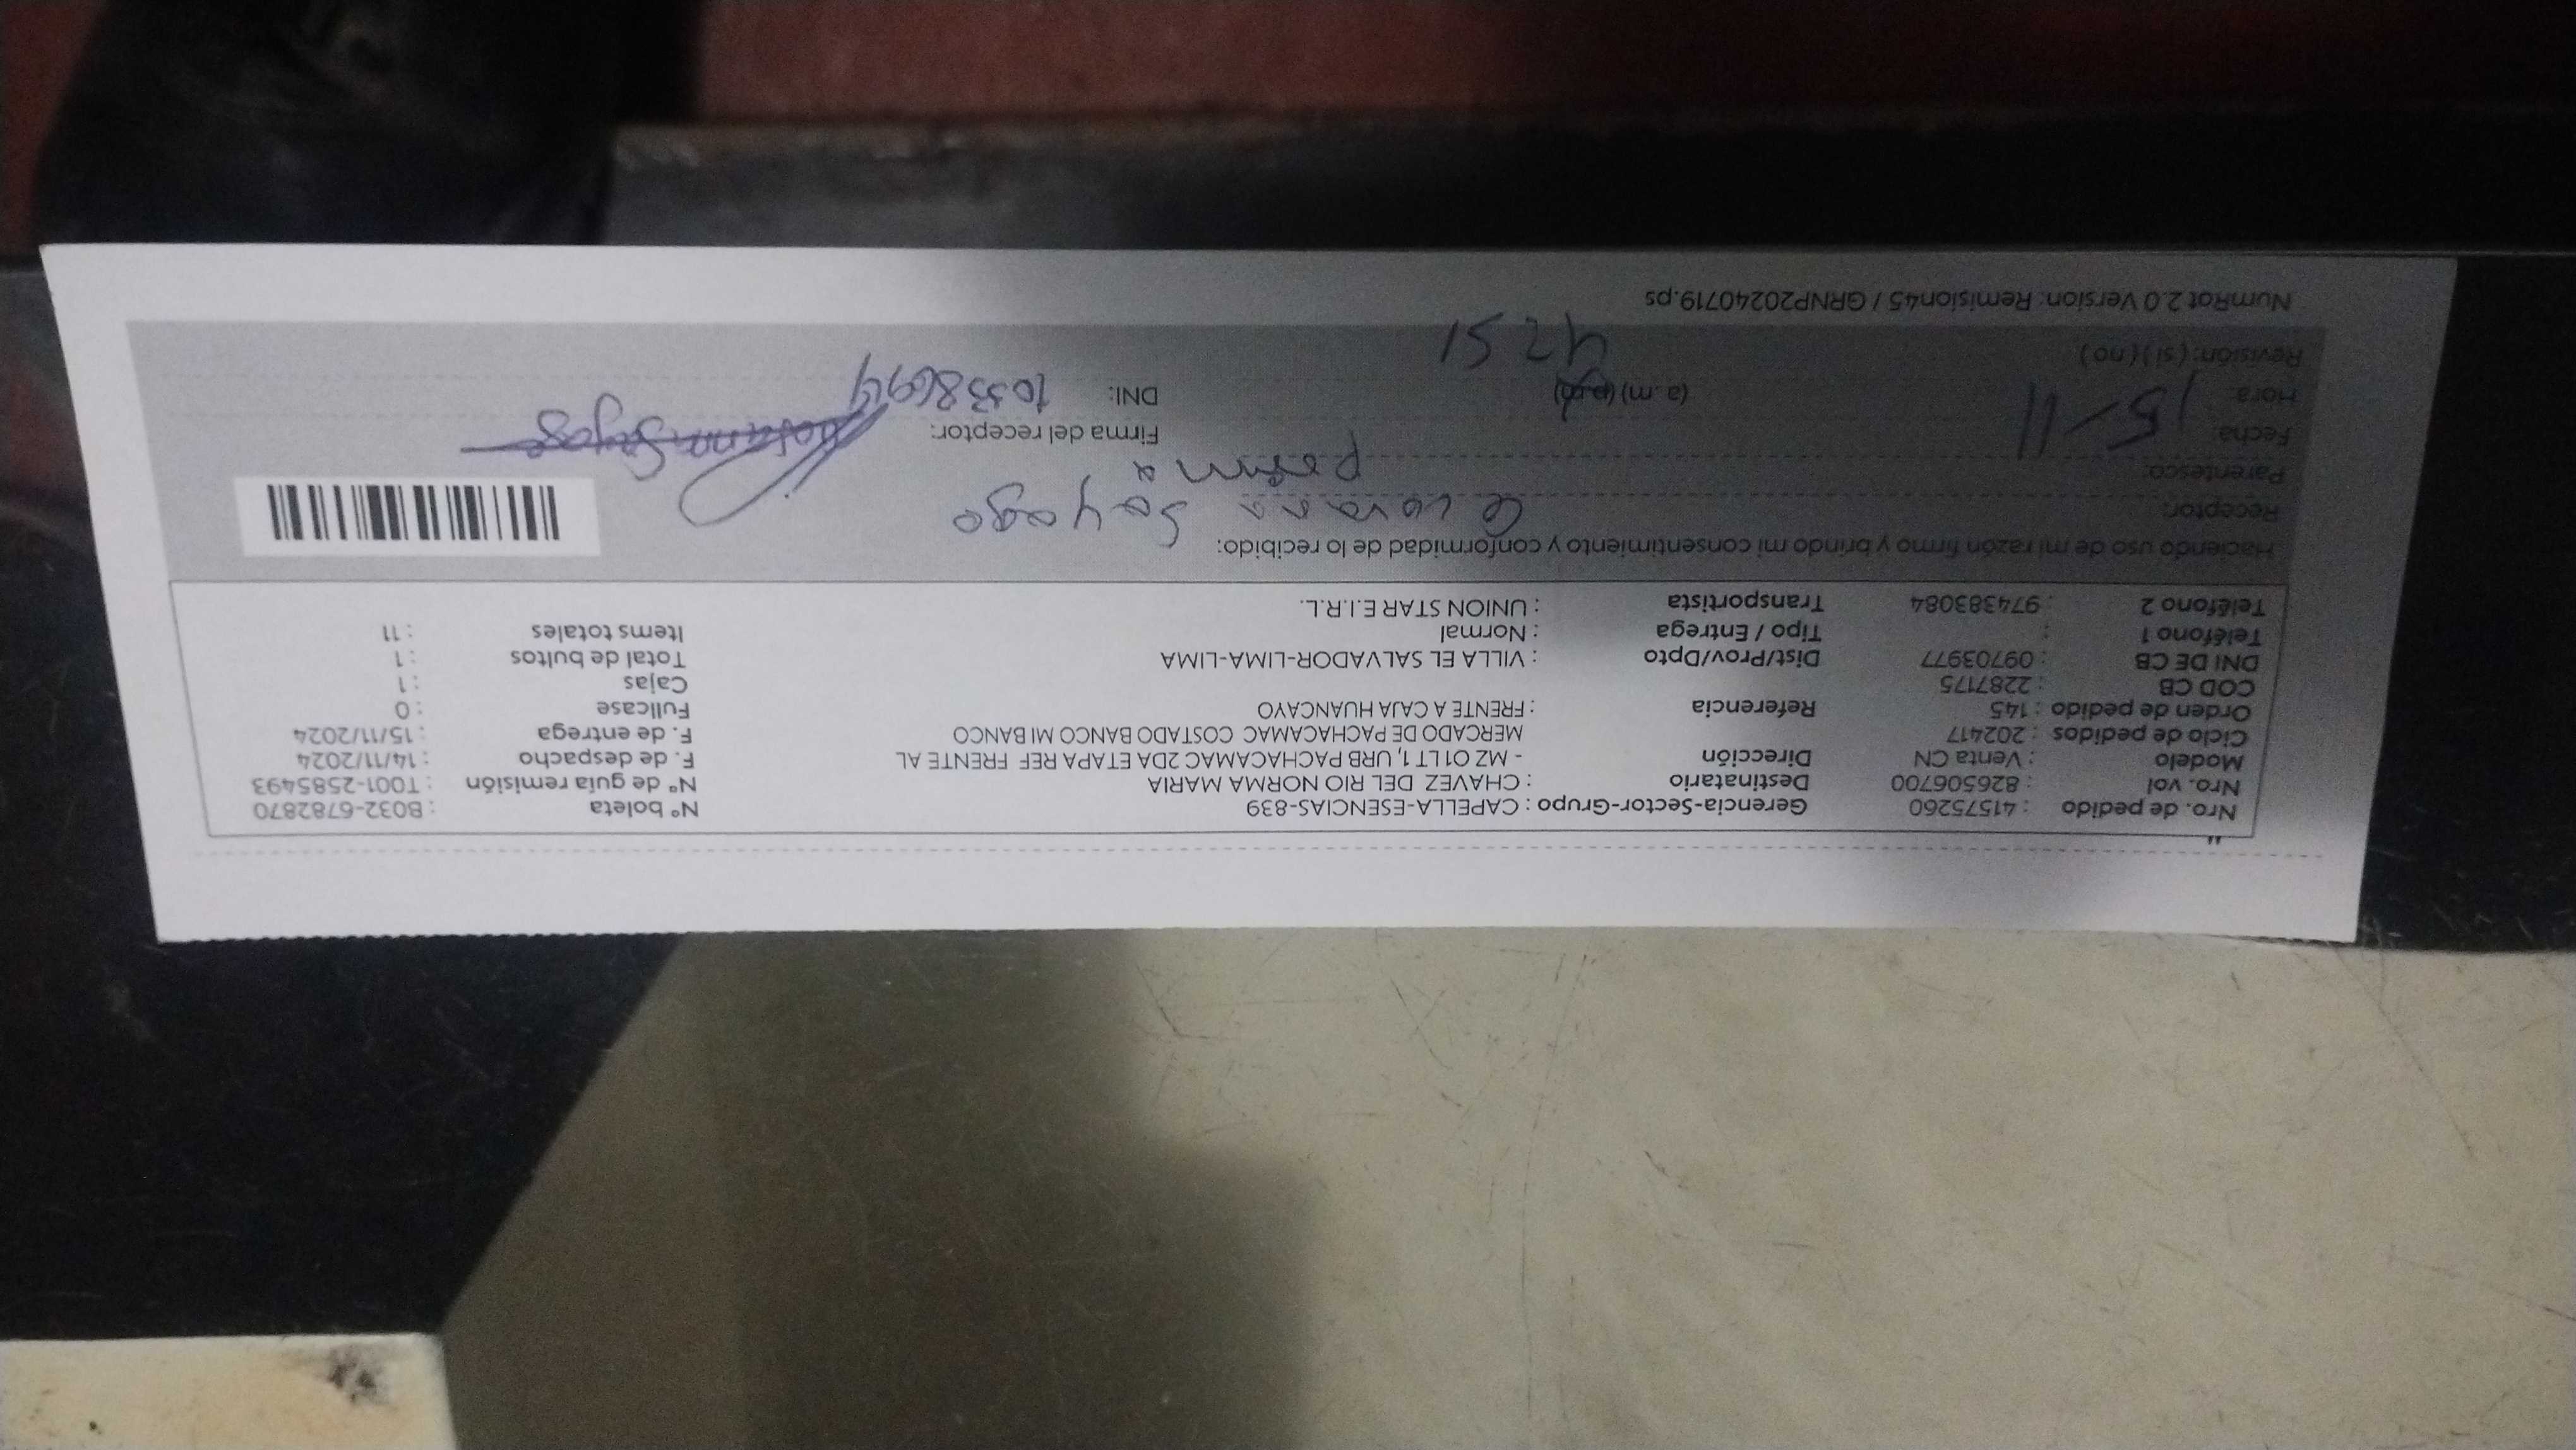 Nro. de pedido : 41575260 Gerencia-Sector-Grupo : CAPELLA-ESENCIAS-839 N° boleta : B032-6782870
Nro. vol : 826506700 Destinatario : CHAVEZ DEL RIO NORMA MARIA N° de guía remisión : T001-2585493
Modelo : Venta CN Dirección - MZ O1 LT 1, URB PACHACAMAC 2DA ETAPA REF FRENTE AL F. de despacho : 14/11/2024
Ciclo de pedidos : 202417 MERCADO DE PACHACAMAC COSTADO BANCO MI BANCO F. de entrega : 15/11/2024
Orden de pedido : 145 Referencia : FRENTE A CAJA HUANCAYO Fullcase : 0
COD CB : 2287175 Cajas : 1
DNI DE CB : 09703977 Dist/Prov/Dpto : VILLA EL SALVADOR-LIMA-LIMA Total de bultos : 1
Teléfono 1 : Tipo / Entrega : Normal Items totales : 11
Teléfono 2 : 974383084 Transportista : UNION STAR E.I.R.L.
Haciendo uso de mi razón firmo y brindo mi consentimiento y conformidad de lo recibido:
Receptor: Sayago
Parentesco:
Fecha: 15-11 Firma del receptor:
Hora: (a.m) (p.m) DNI:
Revisión: ( si ) ( no )
NumRot 2.0 Version: Remision45 / GRNP20240719.ps